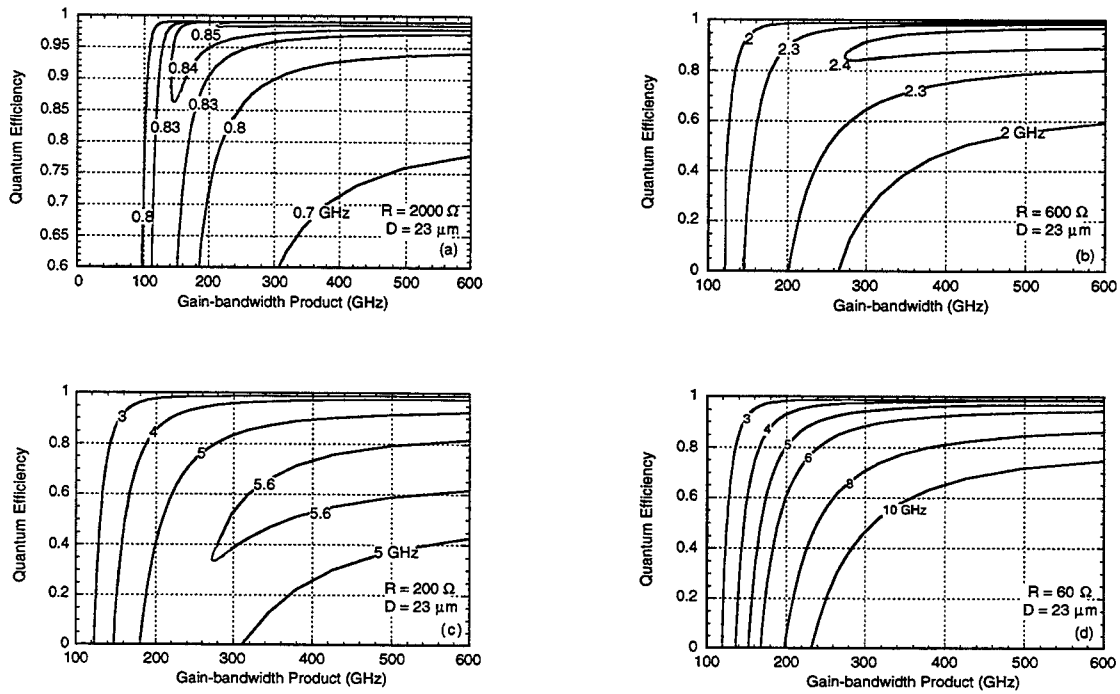 1
0.95
0.9
0.85
0.8
0.75
0.7
0.65
0.6
Quantum Efficiency
0.85
0.84
0.83
0.83
0.8
0.8
0.7 GHz
R = 2000 Ω
D = 23 μm
(a)
0 100 200 300 400 500 600
Gain-bandwidth Product (GHz)
1
0.8
0.6
0.4
0.2
0
Quantum Efficiency
2
2.3
2.4
2.3
2 GHz
R = 600 Ω
D = 23 μm
(b)
100 200 300 400 500 600
Gain-bandwidth (GHz)
1
0.8
0.6
0.4
0.2
0
Quantum Efficiency
3
4
5
5.6
5.6
5 GHz
R = 200 Ω
D = 23 μm
(c)
100 200 300 400 500 600
Gain-bandwidth Product (GHz)
1
0.8
0.6
0.4
0.2
0
Quantum Efficiency
3
4
5
6
8
10 GHz
R = 60 Ω
D = 23 μm
(d)
100 200 300 400 500 600
Gain-bandwidth Product (GHz)